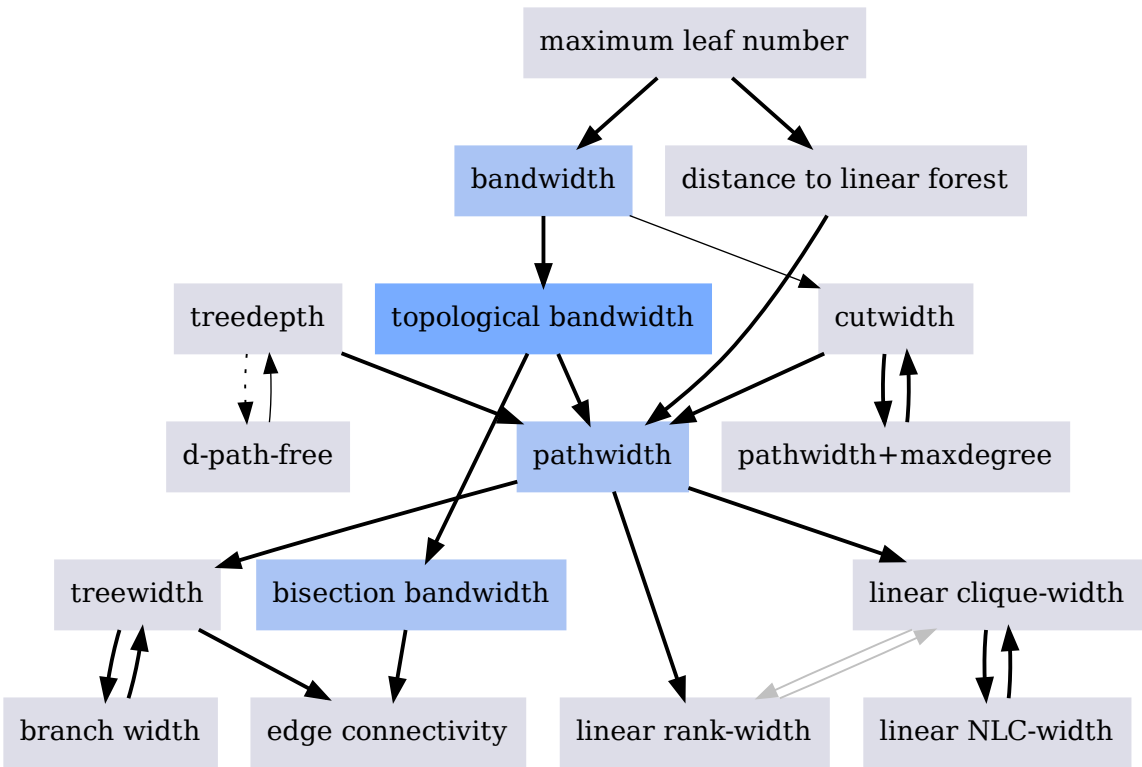 maximum leaf number
bandwidth
distance to linear forest
treedepth
topological bandwidth
cutwidth
d-path-free
pathwidth
pathwidth+maxdegree
treewidth
bisection bandwidth
linear clique-width
branch width
edge connectivity
linear rank-width
linear NLC-width